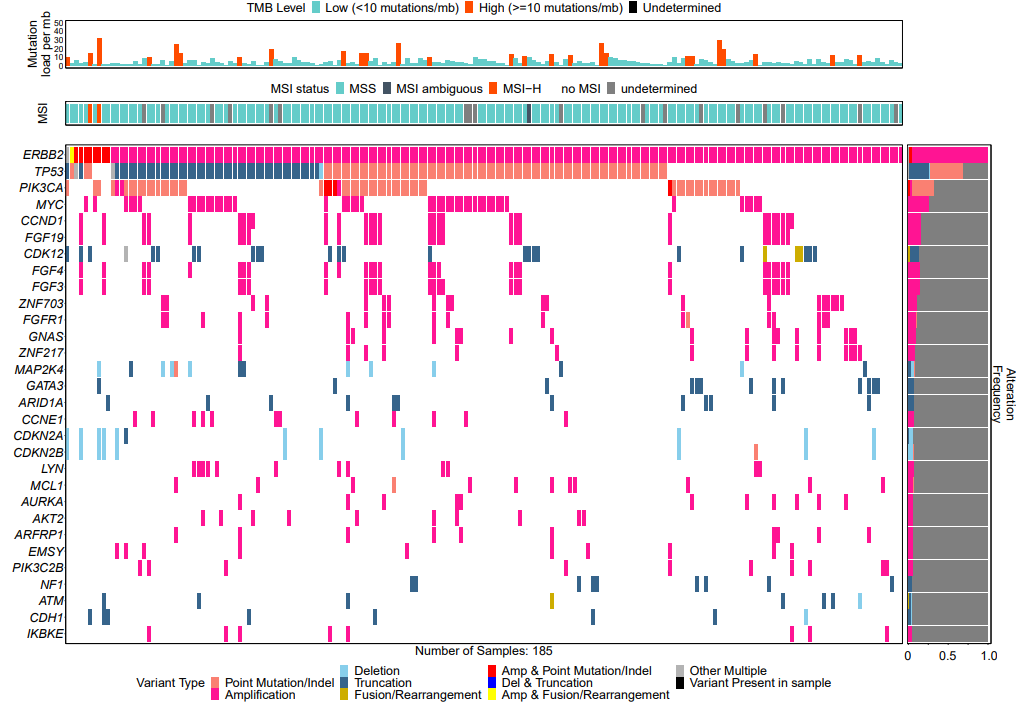 TMB Level Low (<10 mutations/mb) High (>=10 mutations/mb) Undetermined
Mutation
load per mb
50
40
30
20
10
0
MSI status MSS MSI ambiguous MSI−H no MSI undetermined
MSI
ERBB2
TP53
PIK3CA
MYC
CCND1
FGF19
CDK12
FGF4
FGF3
ZNF703
FGFR1
GNAS
ZNF217
MAP2K4
GATA3
ARID1A
CCNE1
CDKN2A
CDKN2B
LYN
MCL1
AURKA
AKT2
ARFRP1
EMSY
PIK3C2B
NF1
ATM
CDH1
IKBKE
Alteration
Frequency
0 0.5 1.0
Number of Samples: 185
Variant Type
Point Mutation/Indel
Amplification
Deletion
Truncation
Fusion/Rearrangement
Amp & Point Mutation/Indel
Del & Truncation
Amp & Fusion/Rearrangement
Other Multiple
Variant Present in sample